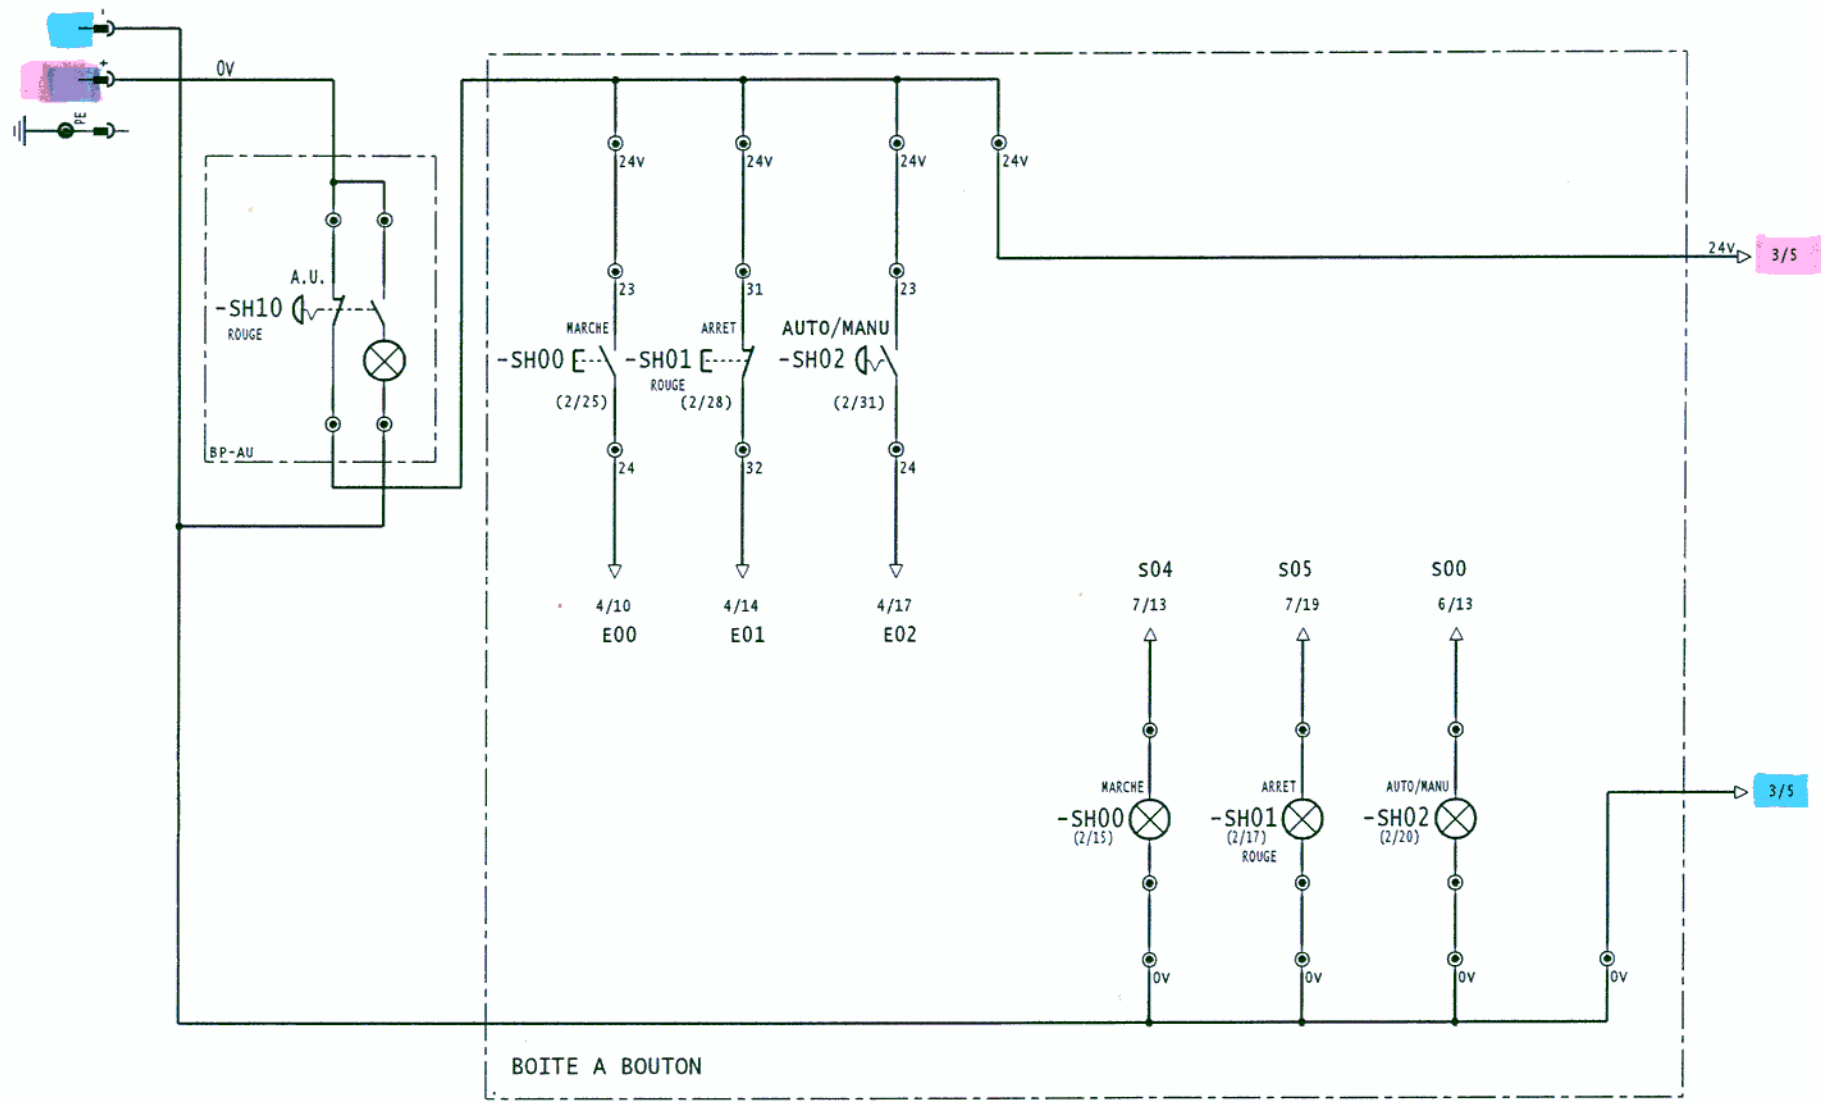 -
+
0V
PE
24V
24V
24V
24V
24V
3/5
A.U.
-SH10
ROUGE
BP-AU
23
31
23
MARCHE
ARRET
AUTO/MANU
-SH00
-SH01
-SH02
ROUGE
(2/25)
(2/28)
(2/31)
24
32
24
4/10
4/14
4/17
E00
E01
E02
S04
S05
S00
7/13
7/19
6/13
MARCHE
ARRET
AUTO/MANU
3/5
-SH00
-SH01
-SH02
(2/15)
(2/17)
(2/20)
ROUGE
0V
0V
0V
0V
BOITE A BOUTON